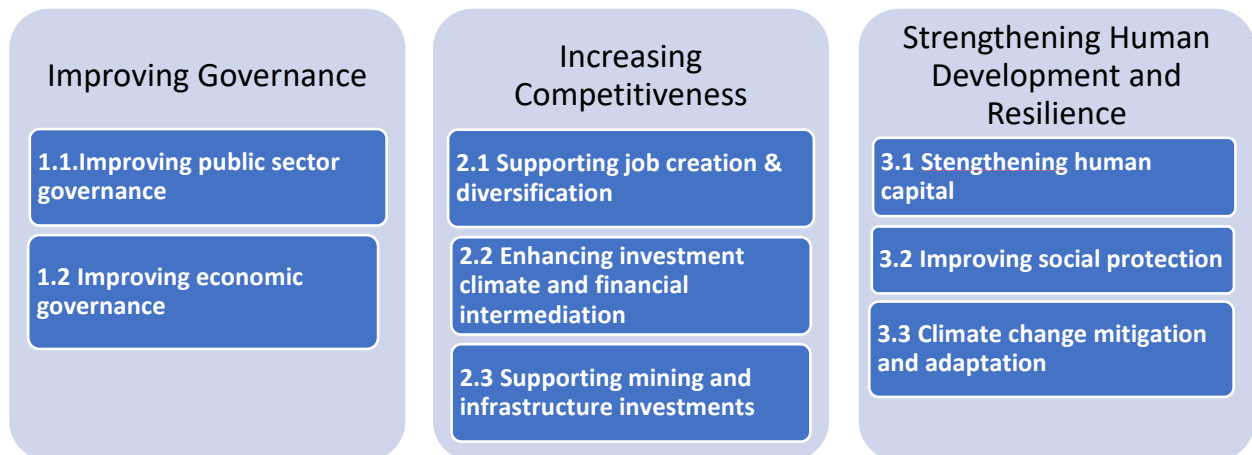 Improving Governance
1.1.Improving public sector
governance
1.2 Improving economic
governance
Increasing
Competitiveness
2.1 Supporting job creation &
diversification
2.2 Enhancing investment
climate and financial
intermediation
2.3 Supporting mining and
infrastructure investments
Strengthening Human
Development and
Resilience
3.1 Stengthening human
capital
3.2 Improving social protection
3.3 Climate change mitigation
and adaptation